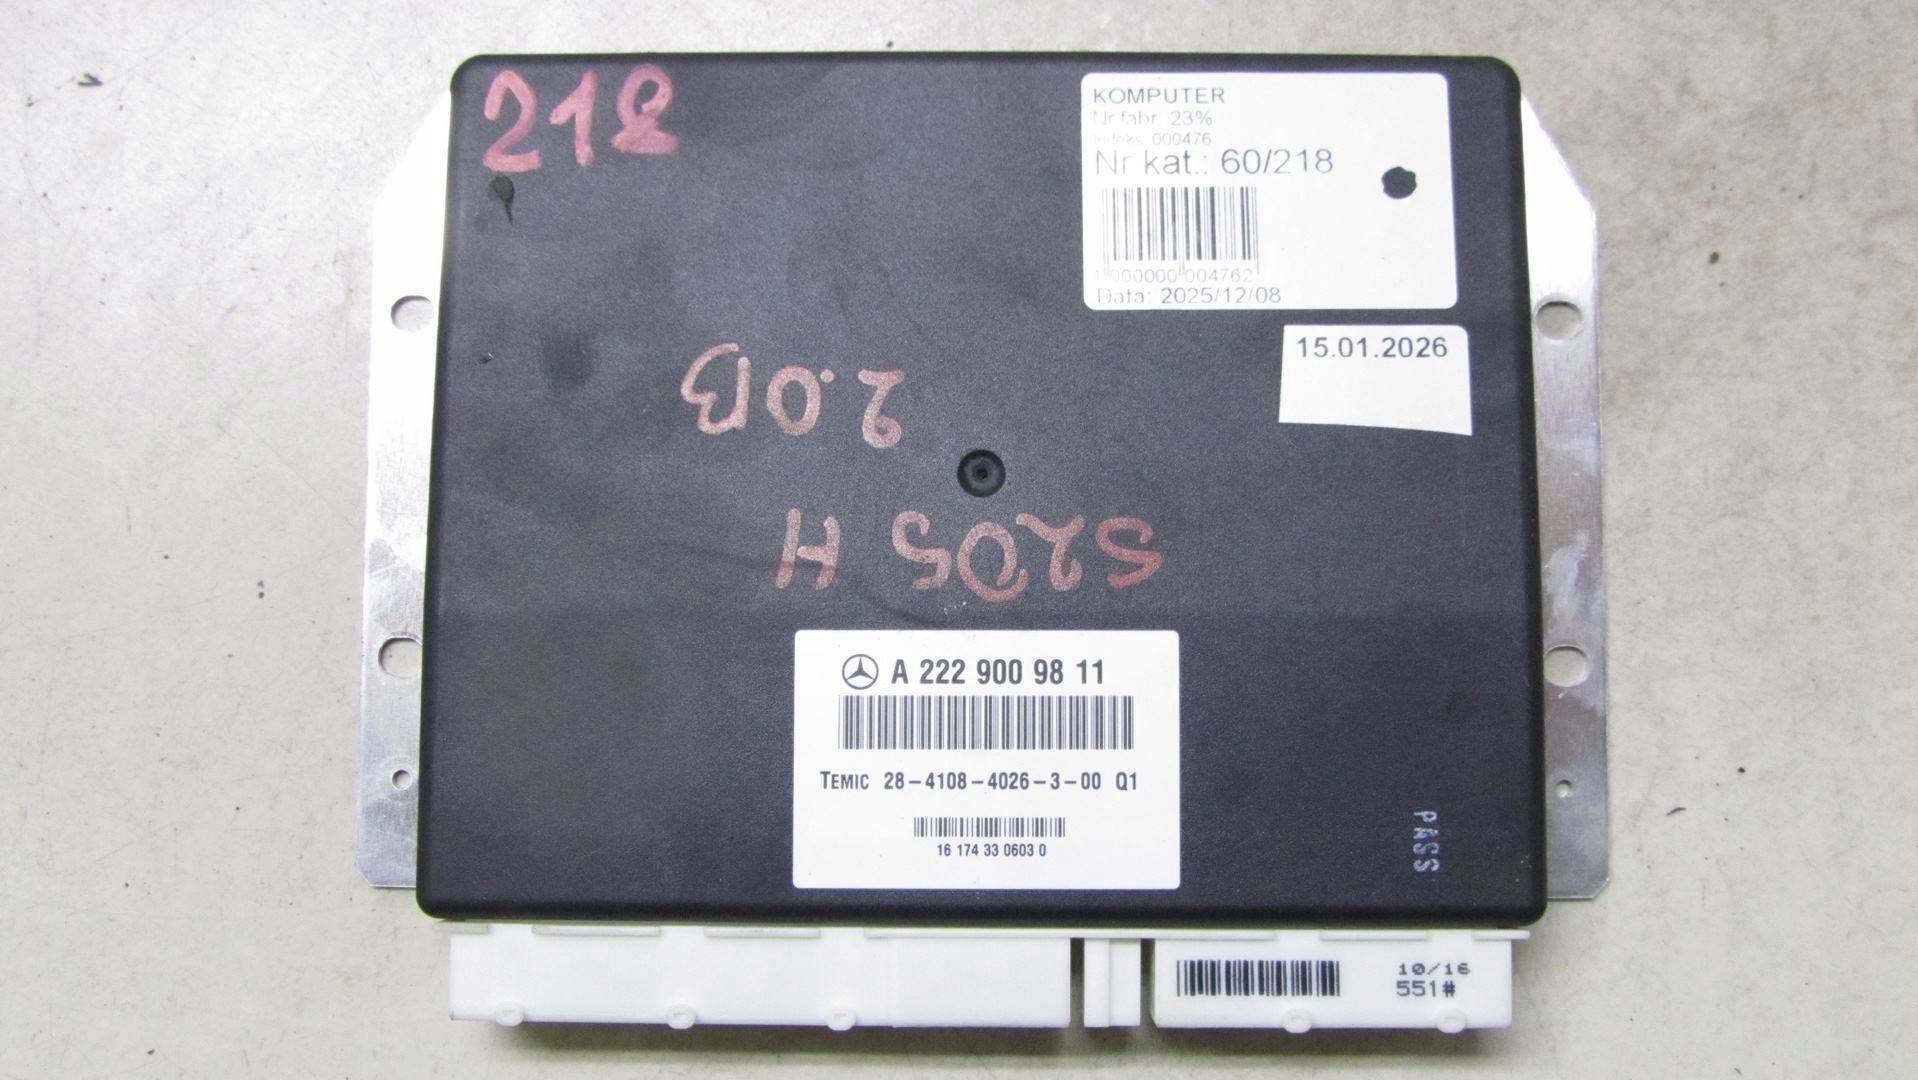 218
KOMPUTER
Nr fabr: 23%
Indeks: 000476
Nr kat.: 60/218
1 000000 004762
Data: 2025/12/08
15.01.2026
S205 H
2.0B
A 222 900 98 11
TEMIC 28-4108-4026-3-00 Q1
16 174 33 0603 0
PASS
10/16
551#